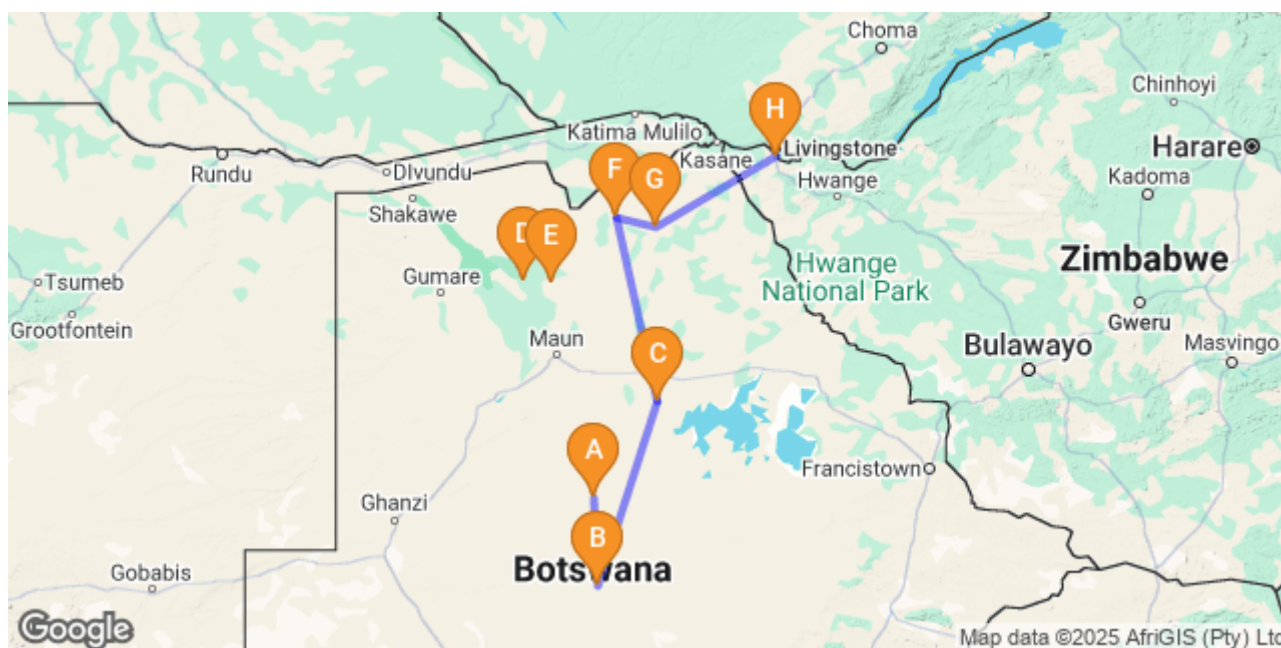 Choma
Chinhoyi
H
Katima Mulilo
Livingstone
Harare
Rundu
DIvundu
Kasane
F
G
Hwange
Kadoma
Shakawe
D
E
Tsumeb
Gumare
Hwange
National Park
Zimbabwe
Grootfontein
Gweru
Maun
C
Bulawayo
Masvingo
A
Francistown
Ghanzi
B
Botswana
Gobabis
Google
Map data ©2025 AfriGIS (Pty) Ltd